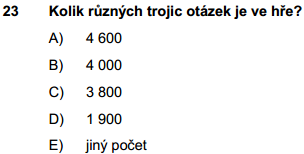 23 Kolik různých trojic otázek je ve hře?
A) 4 600
B) 4 000
C) 3 800
D) 1 900
E) jiný počet